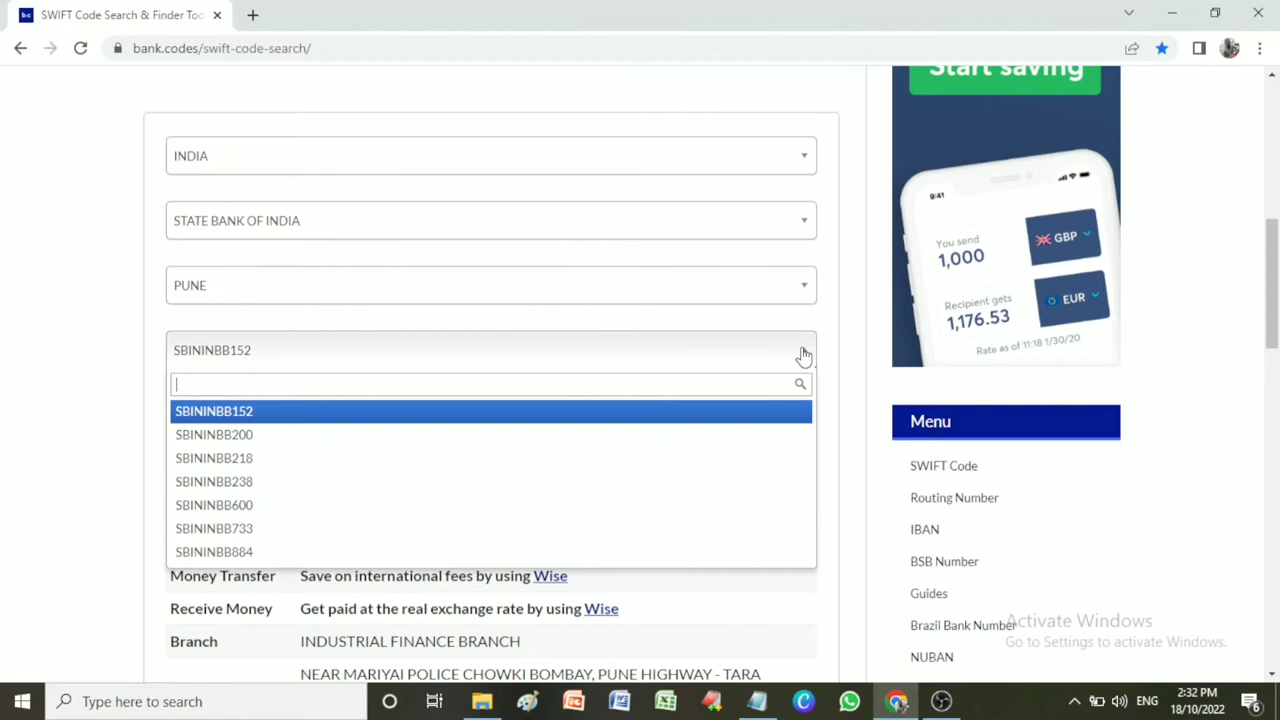 SWIFT Code Search & Finder Too
bank.codes/swift-code-search/
Start saving
INDIA
STATE BANK OF INDIA
PUNE
SBININBB152
SBININBB152
SBININBB200
SBININBB218
SBININBB238
SBININBB600
SBININBB733
SBININBB884
Money Transfer Save on international fees by using Wise
Receive Money Get paid at the real exchange rate by using Wise
Branch INDUSTRIAL FINANCE BRANCH
NEAR MARIYAI POLICE CHOWKI BOMBAY, PUNE HIGHWAY - TARA
9:41
You send
1,000
GBP
Recipient gets
1,176.53
EUR
Rate as of 11:18 1/30/20
Menu
SWIFT Code
Routing Number
IBAN
BSB Number
Guides
Brazil Bank Number
NUBAN
Activate Windows
Go to Settings to activate Windows.
Type here to search
ENG
2:32 PM
18/10/2022
6